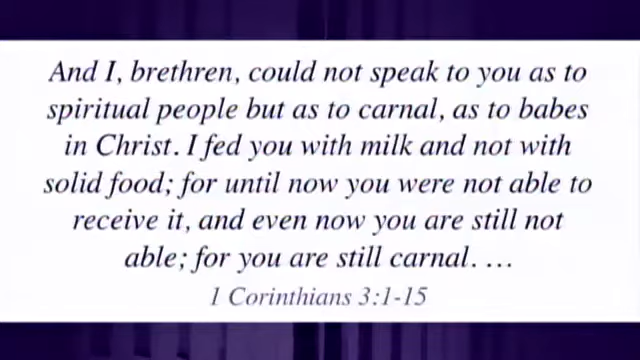 And I, brethren, could not speak to you as to
spiritual people but as to carnal, as to babes
in Christ. I fed you with milk and not with
solid food; for until now you were not able to
receive it, and even now you are still not
able; for you are still carnal. …
1 Corinthians 3:1-15